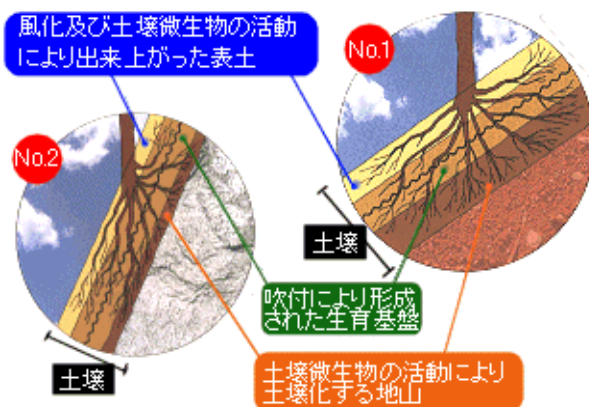 風化及び土壌微生物の活動
により出来上がった表土
No.1
No.2
土壌
吹付により形成
された生育基盤
土壌
土壌微生物の活動により
土壌化する地山